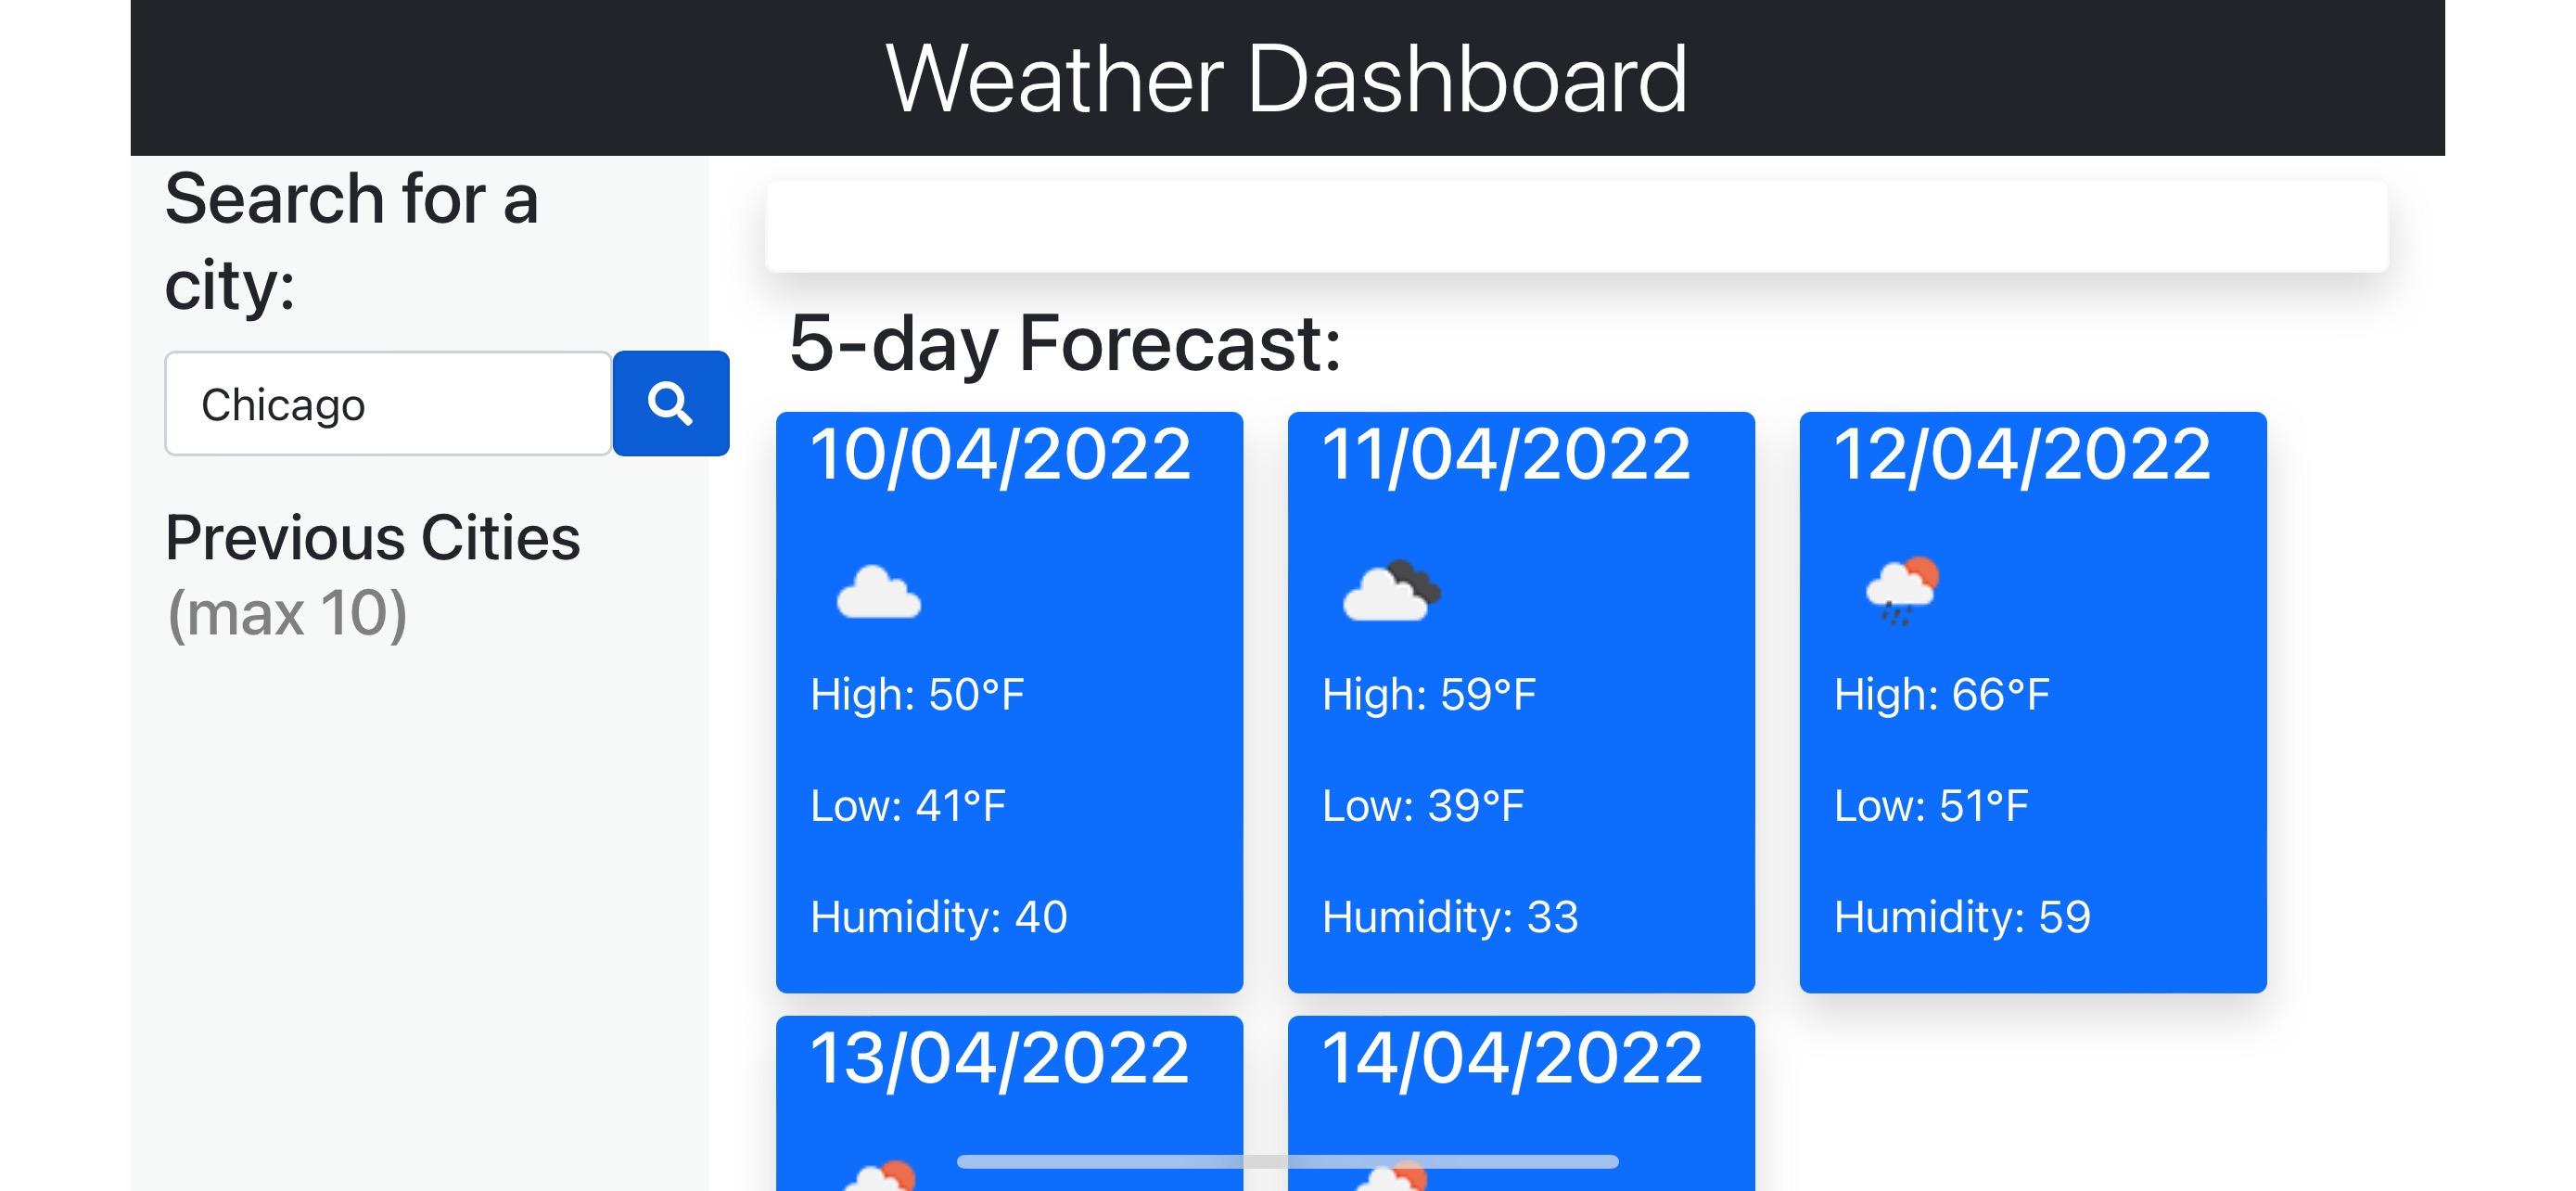 Weather Dashboard
Search for a
city:
Chicago
Previous Cities
(max 10)
5-day Forecast:
10/04/2022
High: 50°F
Low: 41°F
Humidity: 40
11/04/2022
High: 59°F
Low: 39°F
Humidity: 33
12/04/2022
High: 66°F
Low: 51°F
Humidity: 59
13/04/2022
14/04/2022